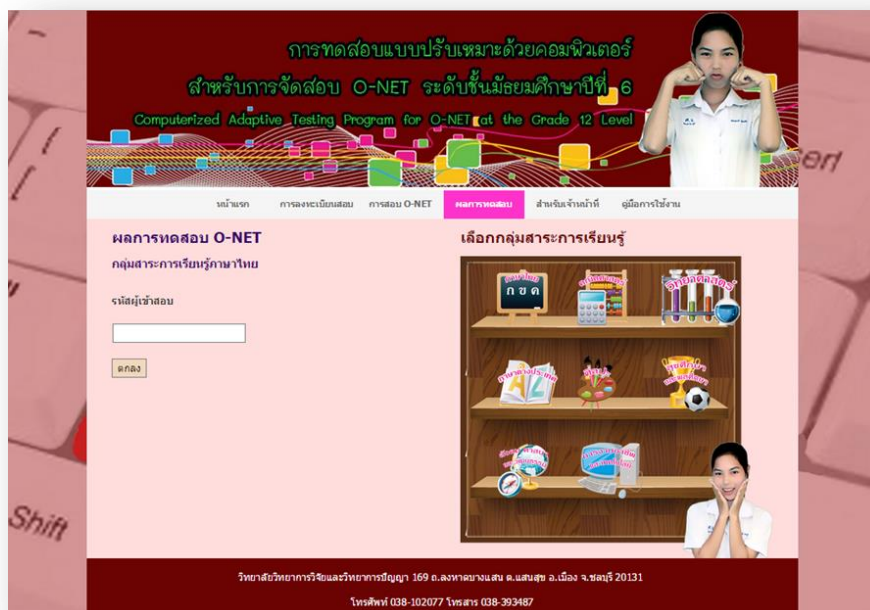 การทดสอบแบบปรับเหมาะด้วยคอมพิวเตอร์
สำหรับการจัดสอบ O-NET ระดับชั้นมัธยมศึกษาปีที่ 6
Computerized Adaptive Testing Program for O-NET at the Grade 12 Level
หน้าแรก การลงทะเบียนสอบ การสอบ O-NET ผลการทดสอบ สำหรับเจ้าหน้าที่ คู่มือการใช้งาน
ผลการทดสอบ O-NET
กลุ่มสาระการเรียนรู้ภาษาไทย
รหัสผู้เข้าสอบ
ตกลง
เลือกกลุ่มสาระการเรียนรู้
ภาษาไทย
ก ข ค
คณิตศาสตร์
วิทยาศาสตร์
ภาษาต่างประเทศ
ศิลปะ
สุขศึกษา
และพลศึกษา
วิทยาลัยวิทยาการวิจัยและวิทยาการปัญญา 169 ถ.ลงหาดบางแสน ต.แสนสุข อ.เมือง จ.ชลบุรี 20131
โทรศัพท์ 038-102077 โทรสาร 038-393487
Shift